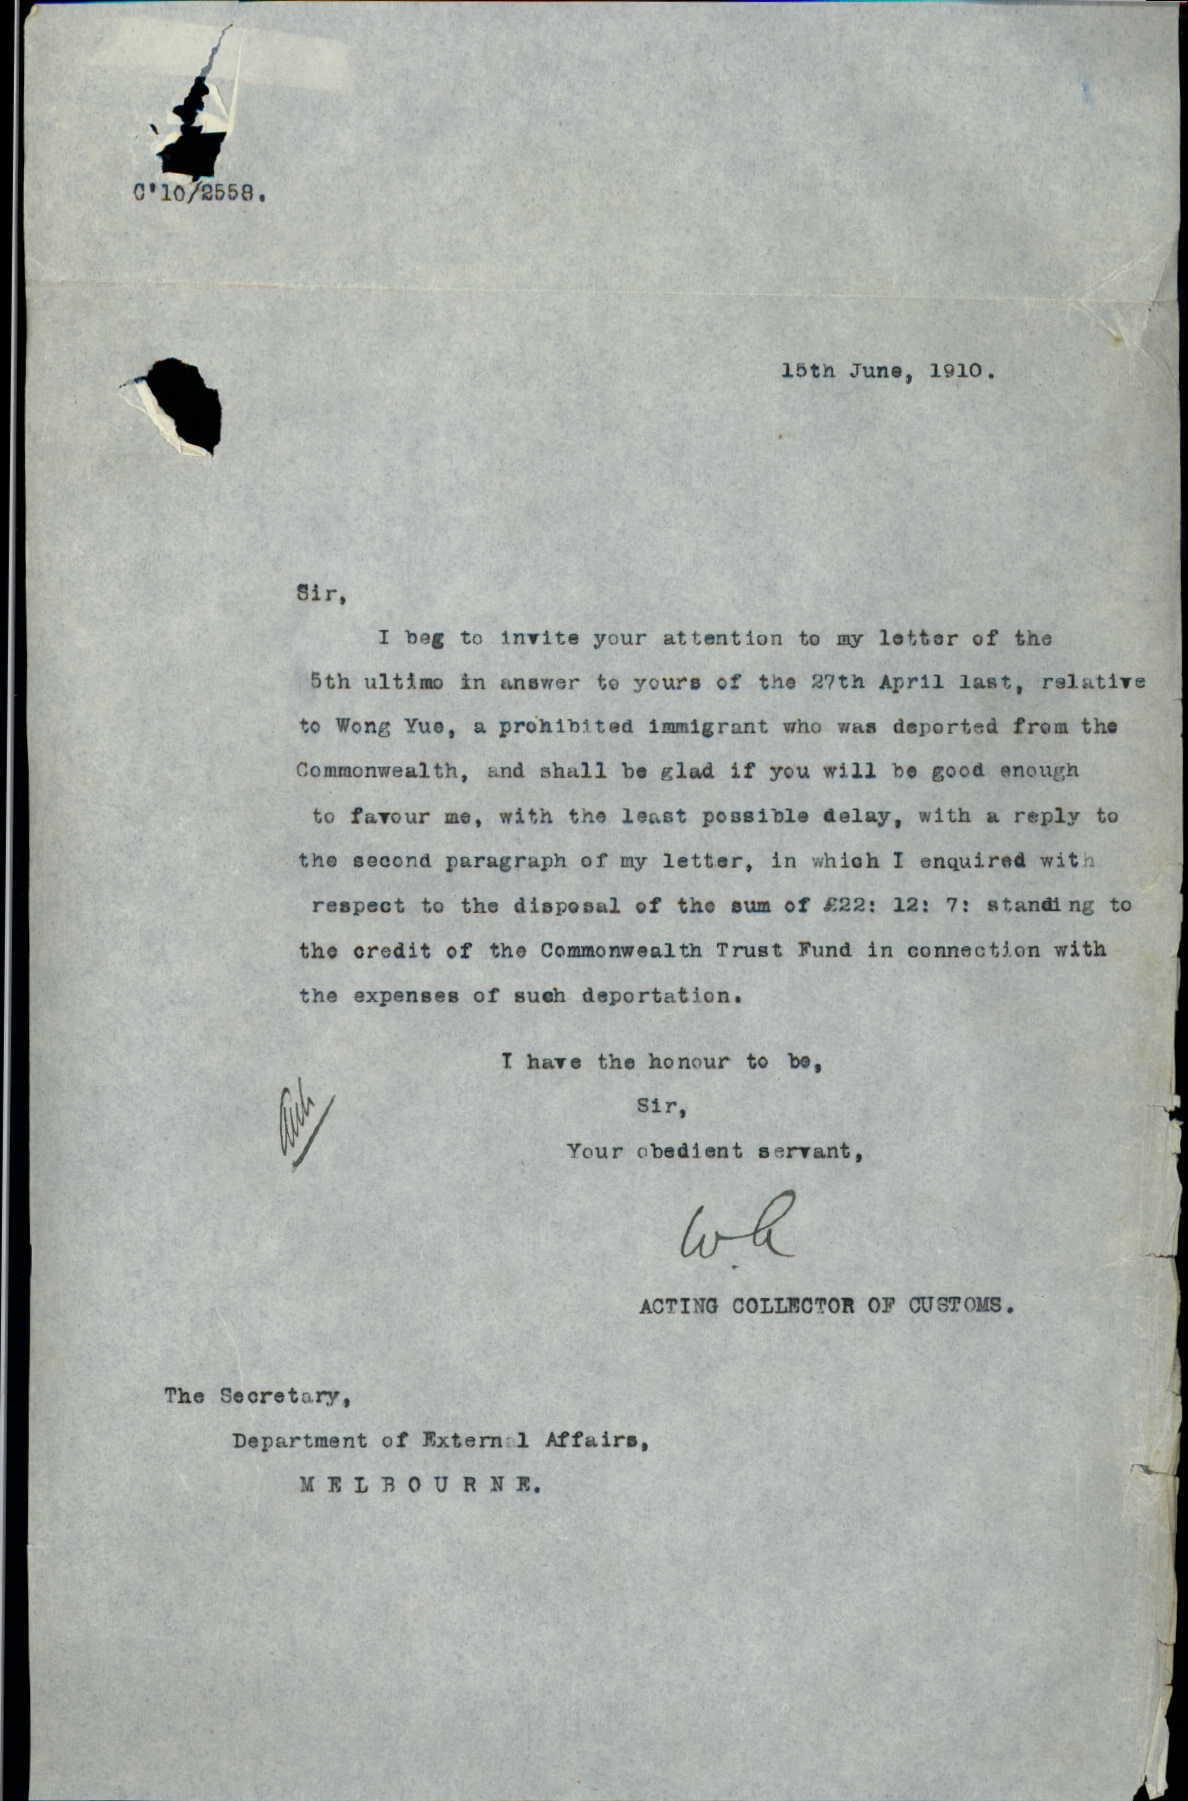 C'10/2558.
15th June, 1910.
Sir,
I beg to invite your attention to my letter of the
5th ultimo in answer to yours of the 27th April last, relative
to Wong Yue, a prohibited immigrant who was deported from the
Commonwealth, and shall be glad if you will be good enough
to favour me, with the least possible delay, with a reply to
the second paragraph of my letter, in which I enquired with
respect to the disposal of the sum of £22: 12: 7: standing to
the credit of the Commonwealth Trust Fund in connection with
the expenses of such deportation.
I have the honour to be,
Sir,
Your obedient servant,
ACTING COLLECTOR OF CUSTOMS.
The Secretary,
Department of External Affairs,
M E L B O U R N E.